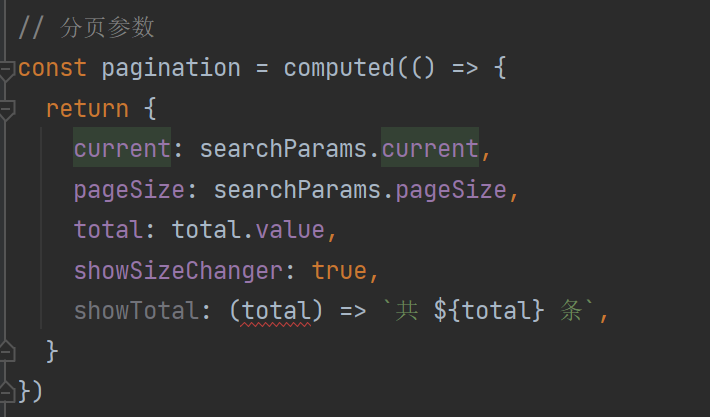 // 分页参数
const pagination = computed(() => {
  return {
    current: searchParams.current,
    pageSize: searchParams.pageSize,
    total: total.value,
    showSizeChanger: true,
    showTotal: (total) => `共 ${total} 条`,
  }
})